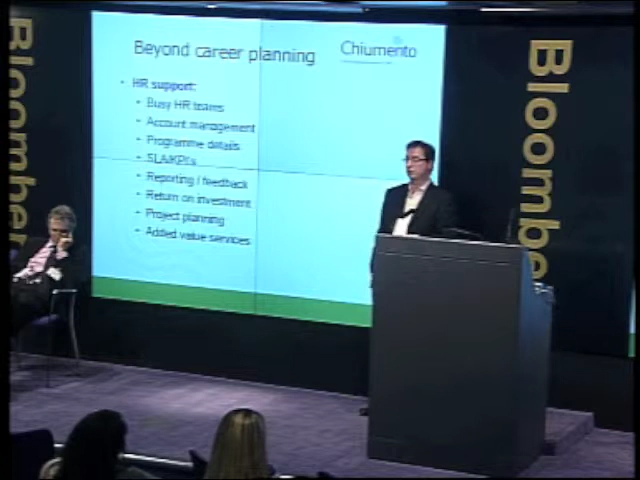 Bloomber
Beyond career planning
Chiumento
• HR support:
• Busy HR teams
• Account management
• Programme details
• SLA/KPI's
• Reporting / feedback
• Return on investment
• Project planning
• Added value services
Bloombe